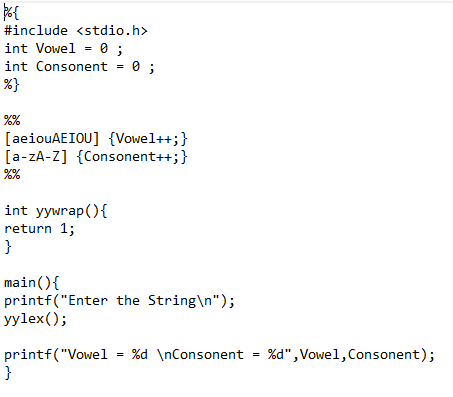 %{
#include <stdio.h>
int Vowel = 0 ;
int Consonent = 0 ;
%}
%%
[aeiouAEIOU] {Vowel++;}
[a-zA-Z] {Consonent++;}
%%
int yywrap(){
return 1;
}
main(){
printf("Enter the String\n");
yylex();
printf("Vowel = %d \nConsonent = %d",Vowel,Consonent);
}